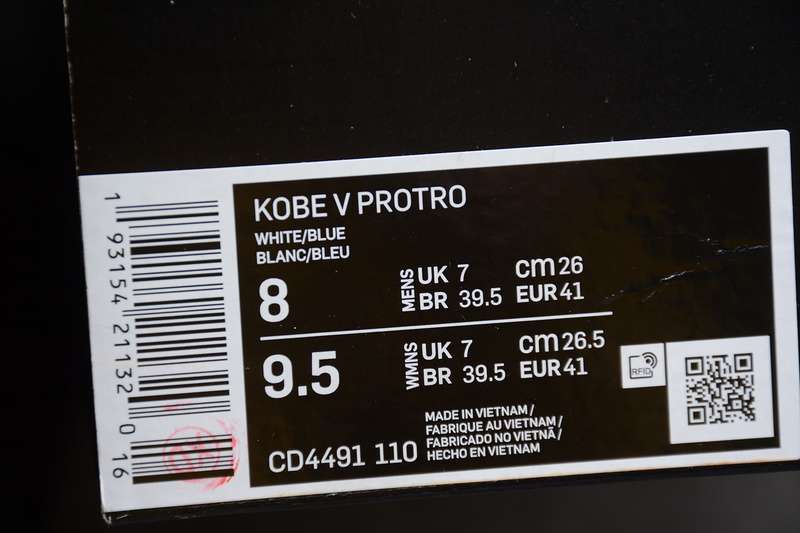 KOBE V PROTRO
WHITE/BLUE
BLANC/BLEU
8
MENS
UK 7
cm 26
BR 39.5
EUR 41
9.5
WMNS
UK 7
cm 26.5
BR 39.5
EUR 41
RFID
CD4491 110
MADE IN VIETNAM /
FABRIQUE AU VIETNAM /
FABRICADO NO VIETNÃ /
HECHO EN VIETNAM
1 93154 21132 0 16